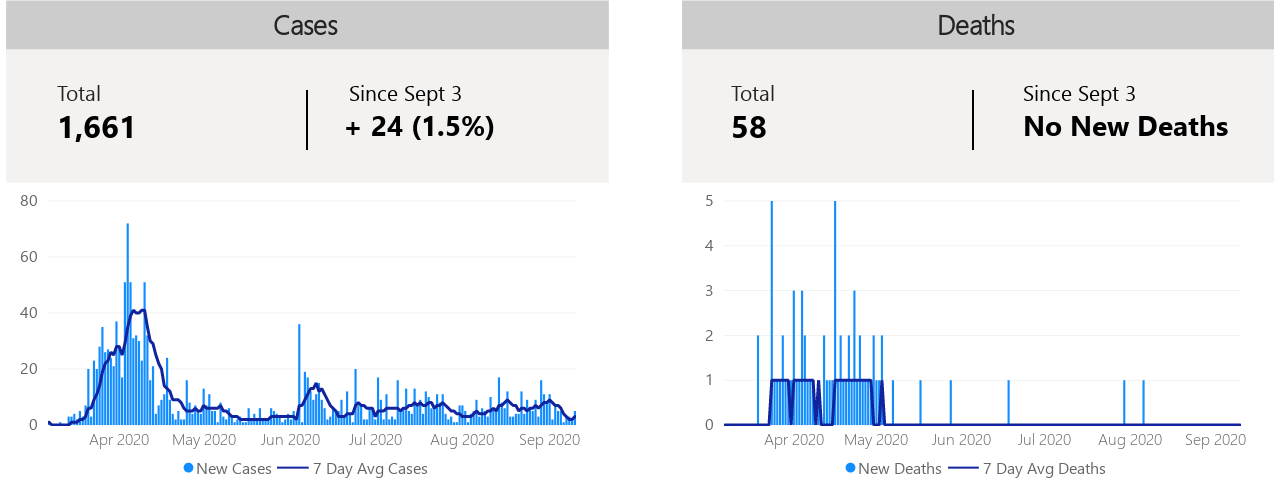 Cases
Total
1,661
Since Sept 3
+ 24 (1.5%)
80
60
40
20
0
Apr 2020 May 2020 Jun 2020 Jul 2020 Aug 2020 Sep 2020
New Cases 7 Day Avg Cases
Deaths
Total
58
Since Sept 3
No New Deaths
5
4
3
2
1
0
Apr 2020 May 2020 Jun 2020 Jul 2020 Aug 2020 Sep 2020
New Deaths 7 Day Avg Deaths